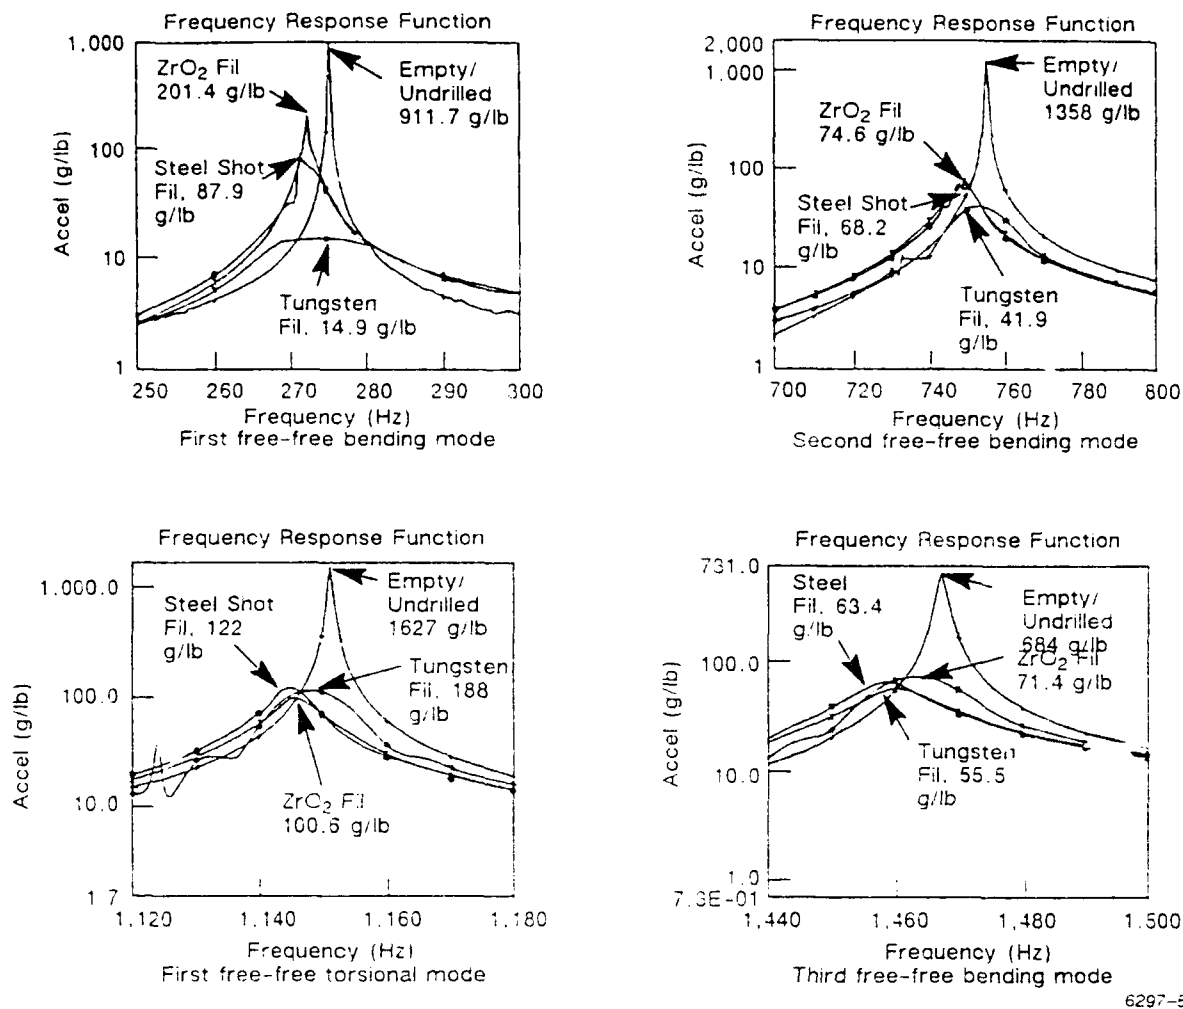 Frequency Response Function
1,000
100
10
1
Accel (g/lb)
ZrO2 Fil
201.4 g/lb
Empty/
Undrilled
911.7 g/lb
Steel Shot
Fil, 87.9
g/lb
Tungsten
Fil, 14.9 g/lb
250 260 270 280 290 300
Frequency (Hz)
First free-free bending mode
Frequency Response Function
2,000
1,000
100
10
1
Accel (g/lb)
Empty/
Undrilled
1358 g/lb
ZrO2 Fil
74.6 g/lb
Steel Shot
Fil, 68.2
g/lb
Tungsten
Fil, 41.9
g/lb
700 720 740 760 780 800
Frequency (Hz)
Second free-free bending mode
Frequency Response Function
1,000.0
100.0
10.0
1.7
Accel (g/lb)
Steel Shot
Fil, 122
g/lb
Empty/
Undrilled
1627 g/lb
Tungsten
Fil, 188
g/lb
ZrO2 Fil
100.6 g/lb
1,120 1,140 1,160 1,180
Frequency (Hz)
First free-free torsional mode
Frequency Response Function
731.0
100.0
10.0
1.0
7.3E-01
Accel (g/lb)
Steel
Fil, 63.4
g/lb
Empty/
Undrilled
684 g/lb
ZrO2 Fil
71.4 g/lb
Tungsten
Fil, 55.5
g/lb
1,440 1,460 1,480 1,500
Frequency (Hz)
Third free-free bending mode